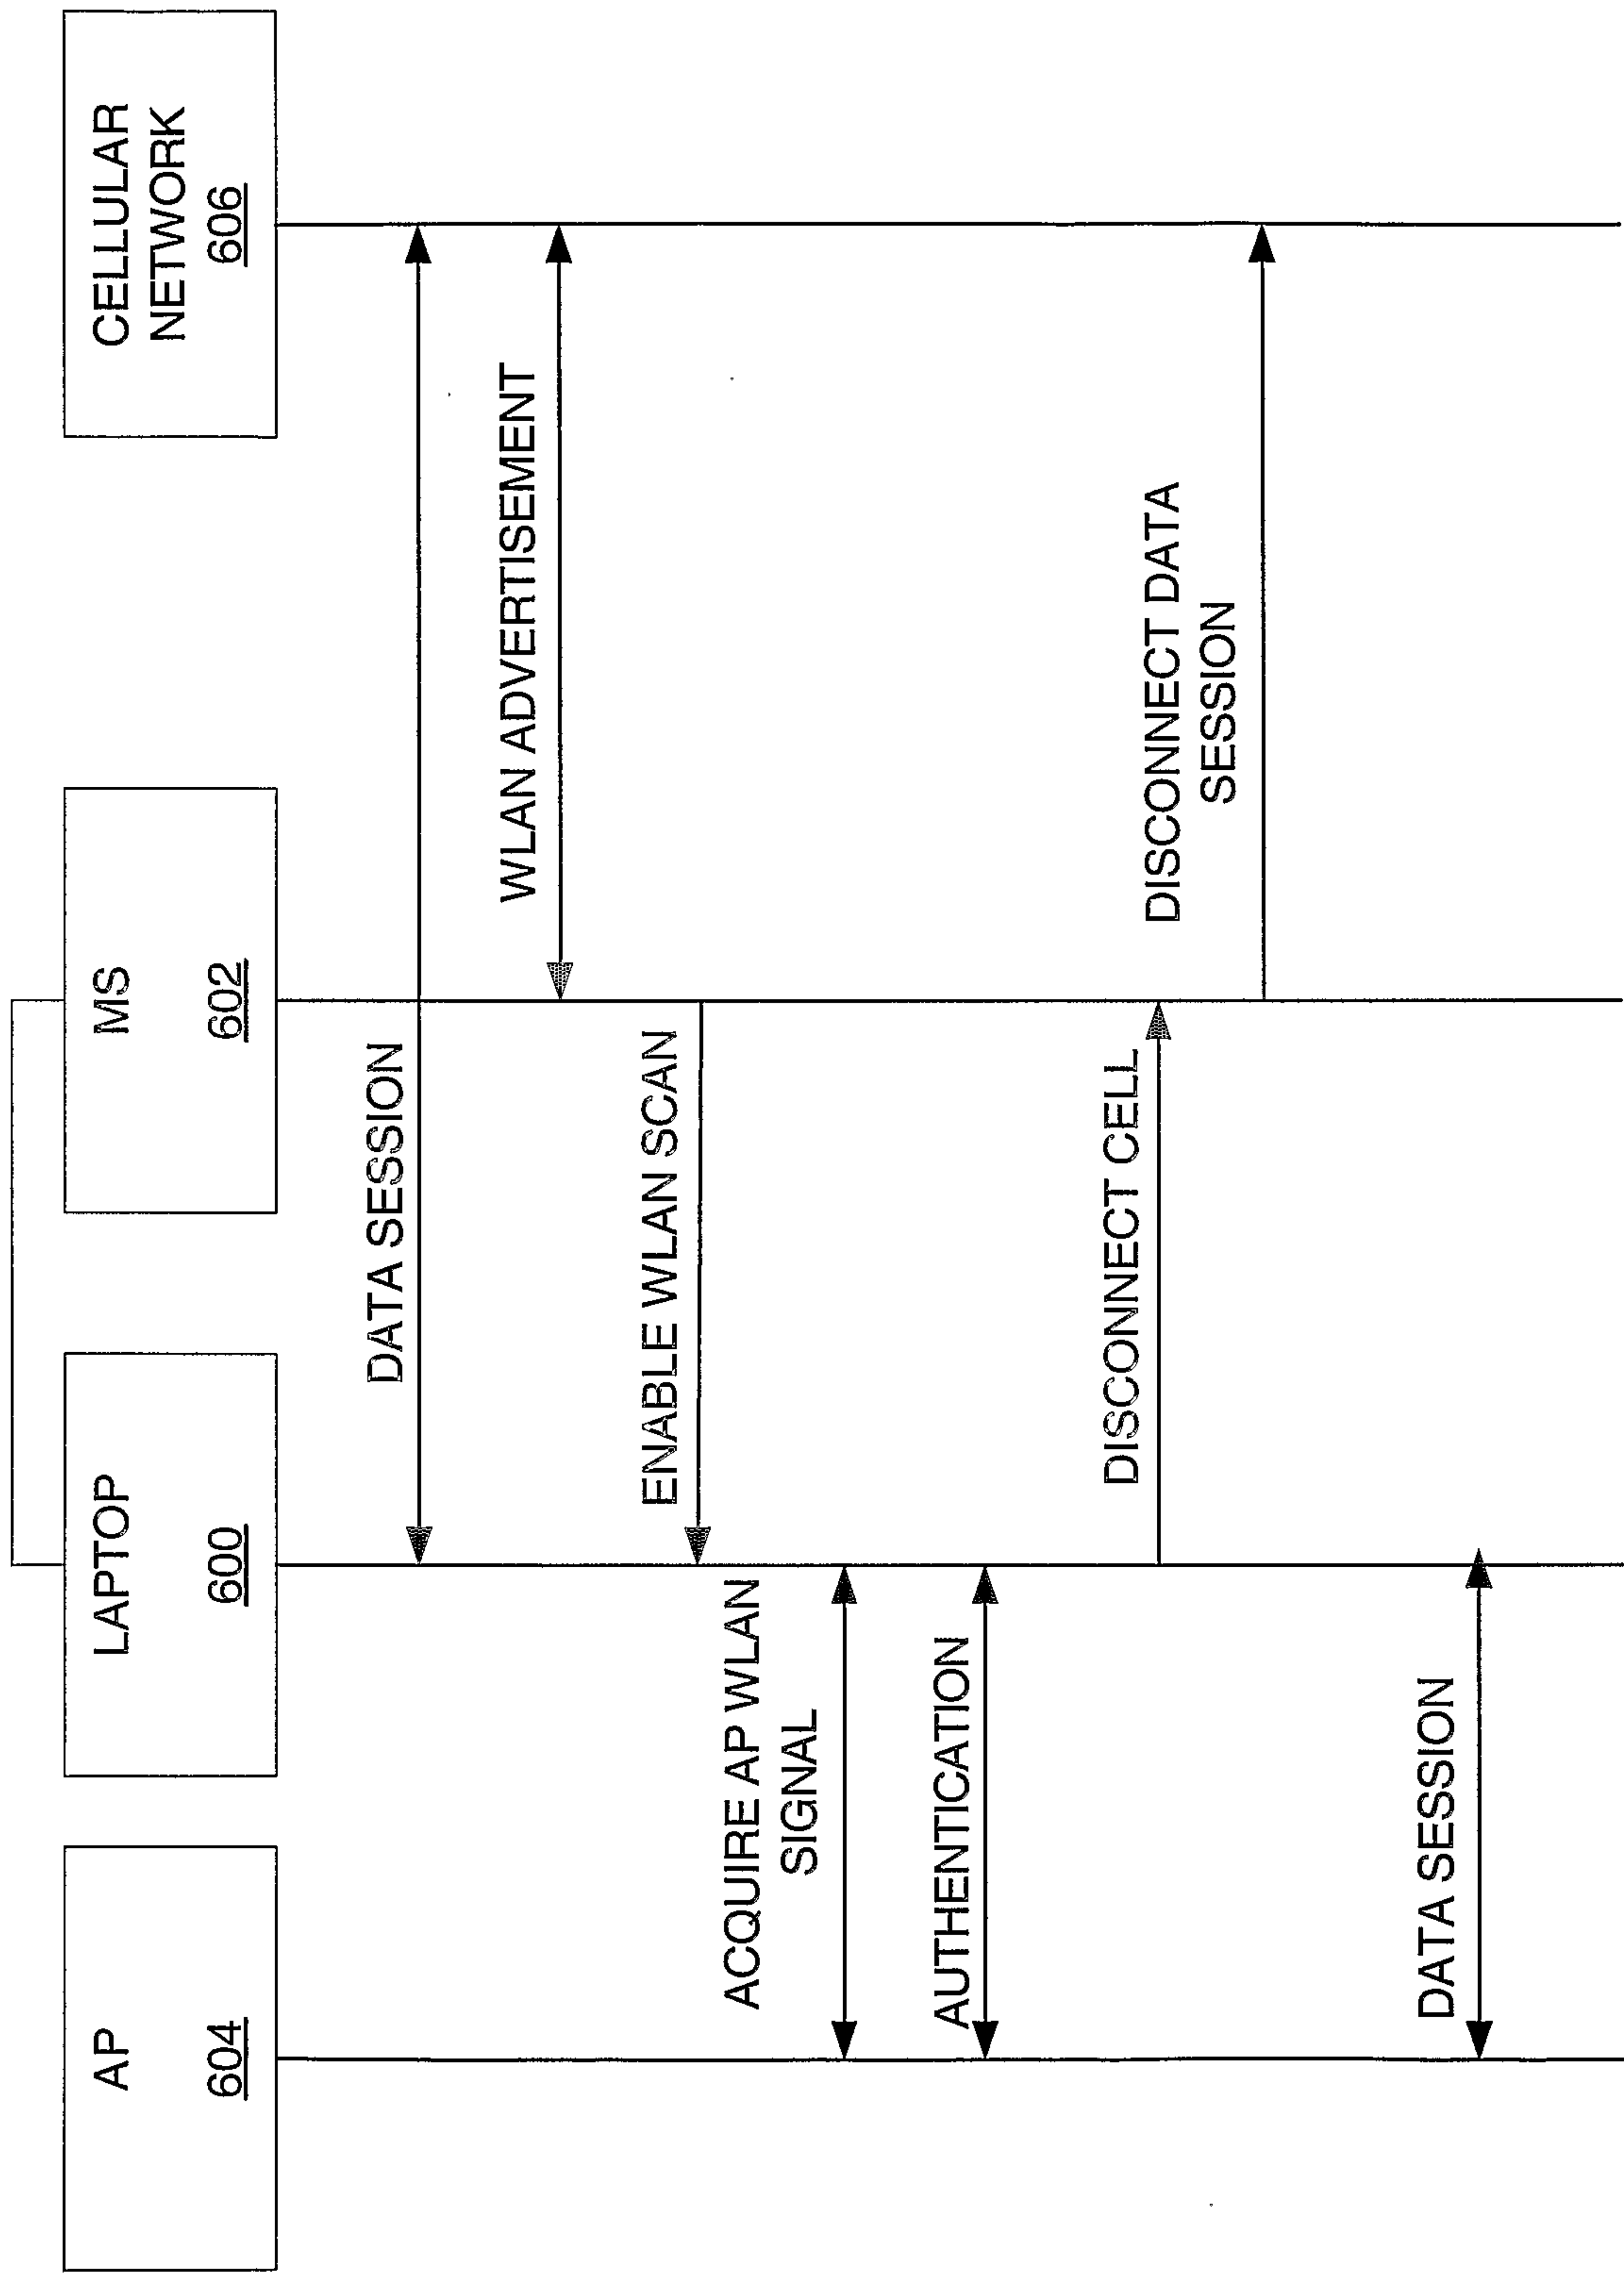 AP
604
LAPTOP
600
MS
602
CELLULAR
NETWORK
606
DATA SESSION
WLAN ADVERTISEMENT
ENABLE WLAN SCAN
ACQUIRE AP WLAN
SIGNAL
AUTHENTICATION
DISCONNECT CELL
DISCONNECT DATA
SESSION
DATA SESSION